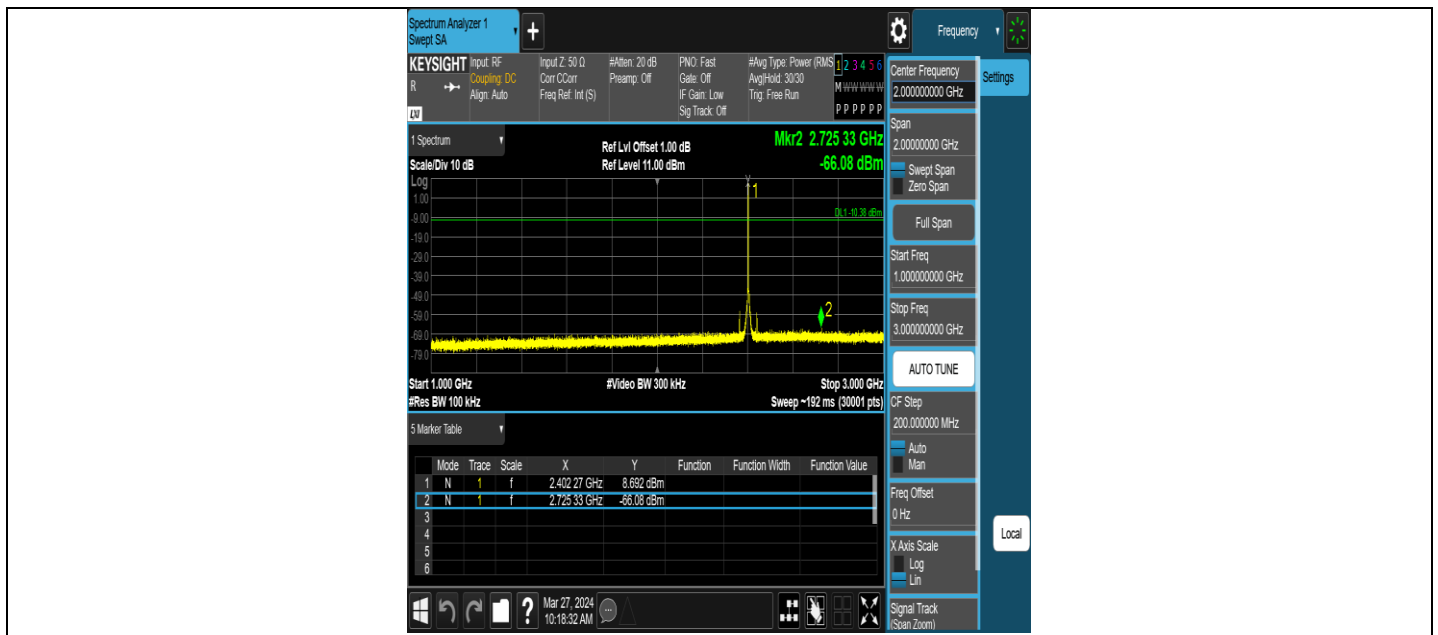 Spectrum Analyzer 1
Swept SA
+
Frequency
KEYSIGHT
R
LXI
Input: RF
Coupling: DC
Align: Auto
Input Z: 50 Ω
Corr CCorr
Freq Ref: Int (S)
#Atten: 20 dB
Preamp: Off
PNO: Fast
Gate: Off
IF Gain: Low
Sig Track: Off
#Avg Type: Power (RMS
Avg|Hold: 30/30
Trig: Free Run
1 2 3 4 5 6
M W W W W W
P P P P P P
1 Spectrum
Scale/Div 10 dB
Ref Lvl Offset 1.00 dB
Ref Level 11.00 dBm
Mkr2 2.725 33 GHz
-66.08 dBm
Log
1.00
-9.00
-19.0
-29.0
-39.0
-49.0
-59.0
-69.0
-79.0
1
DL1 -10.38 dBm
2
Start 1.000 GHz
#Video BW 300 kHz
Stop 3.000 GHz
#Res BW 100 kHz
Sweep ~192 ms (30001 pts)
5 Marker Table
Mode Trace Scale X Y Function Function Width Function Value
1 N 1 f 2.402 27 GHz 8.692 dBm
2 N 1 f 2.725 33 GHz -66.08 dBm
3
4
5
6
?
Mar 27, 2024
10:18:32 AM
Center Frequency
2.000000000 GHz
Span
2.00000000 GHz
Swept Span
Zero Span
Full Span
Start Freq
1.000000000 GHz
Stop Freq
3.000000000 GHz
AUTO TUNE
CF Step
200.000000 MHz
Auto
Man
Freq Offset
0 Hz
X Axis Scale
Log
Lin
Signal Track
(Span Zoom)
Settings
Local